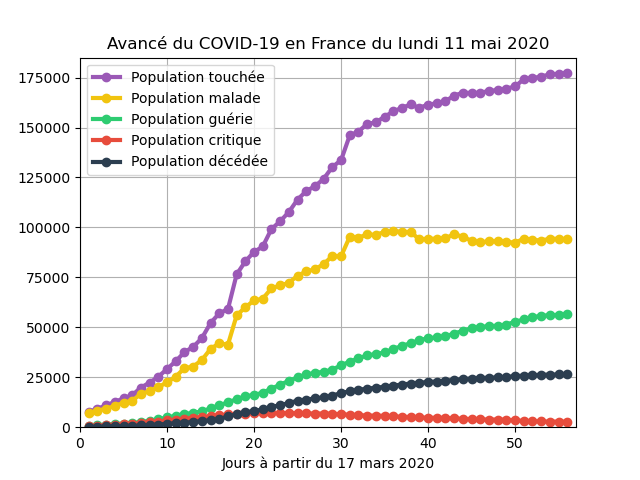 Avancé du COVID-19 en France du lundi 11 mai 2020
175000
150000
125000
100000
75000
50000
25000
0
Population touchée
Population malade
Population guérie
Population critique
Population décédée
0 10 20 30 40 50
Jours à partir du 17 mars 2020